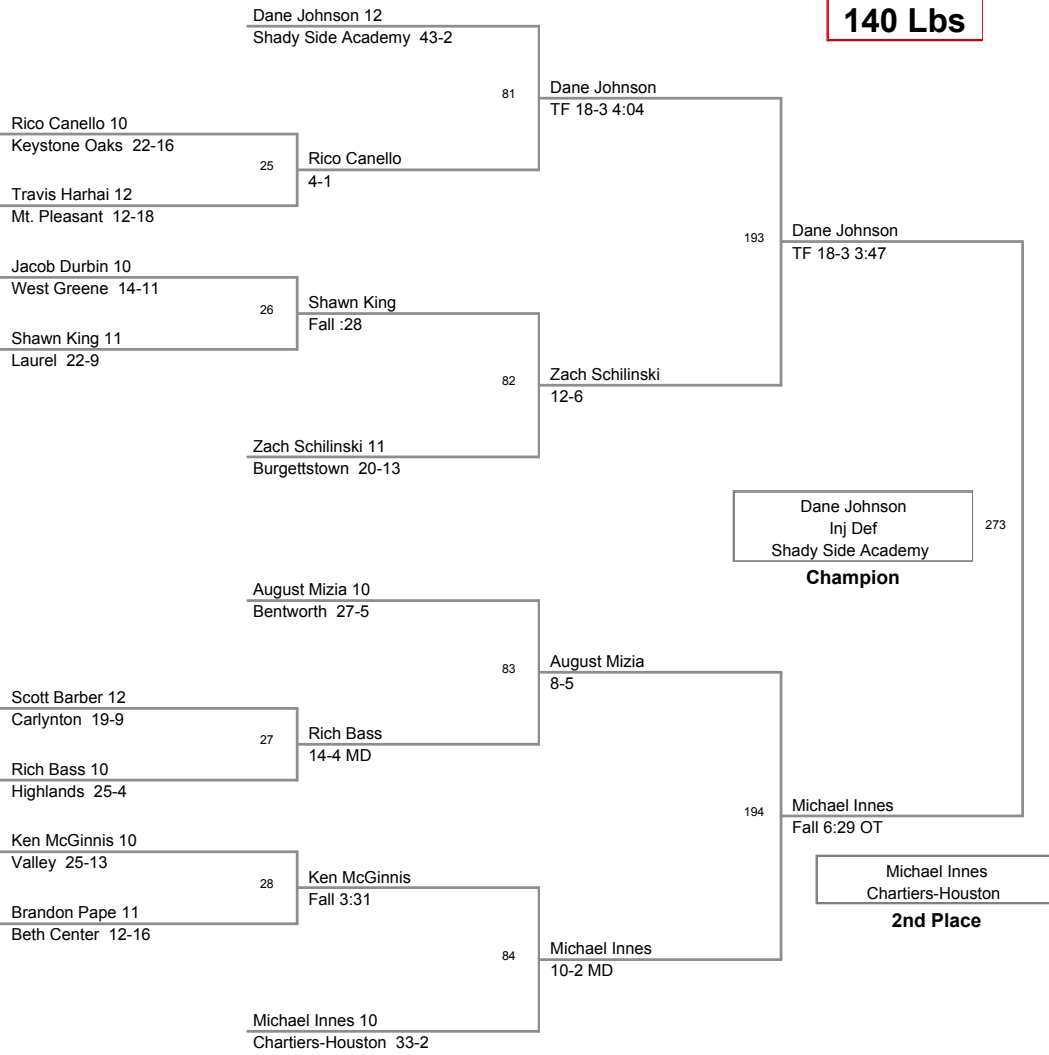 140 Lbs
Dane Johnson 12
Shady Side Academy 43-2
81
Dane Johnson
TF 18-3 4:04
Rico Canello 10
Keystone Oaks 22-16
25
Rico Canello
4-1
Travis Harhai 12
Mt. Pleasant 12-18
193
Dane Johnson
TF 18-3 3:47
Jacob Durbin 10
West Greene 14-11
26
Shawn King
Fall :28
Shawn King 11
Laurel 22-9
82
Zach Schilinski
12-6
Zach Schilinski 11
Burgettstown 20-13
Dane Johnson
Inj Def
Shady Side Academy
273
Champion
August Mizia 10
Bentworth 27-5
83
August Mizia
8-5
Scott Barber 12
Carlynton 19-9
27
Rich Bass
14-4 MD
Rich Bass 10
Highlands 25-4
194
Michael Innes
Fall 6:29 OT
Ken McGinnis 10
Valley 25-13
28
Ken McGinnis
Fall 3:31
Michael Innes
Chartiers-Houston
2nd Place
Brandon Pape 11
Beth Center 12-16
84
Michael Innes
10-2 MD
Michael Innes 10
Chartiers-Houston 33-2